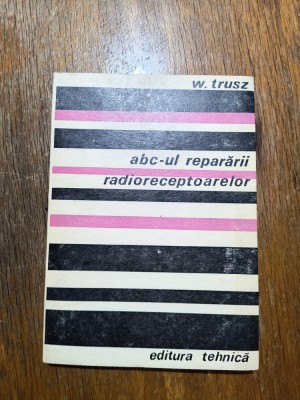 w. trusz
abc-ul reparării
radioreceptoarelor
editura tehnică